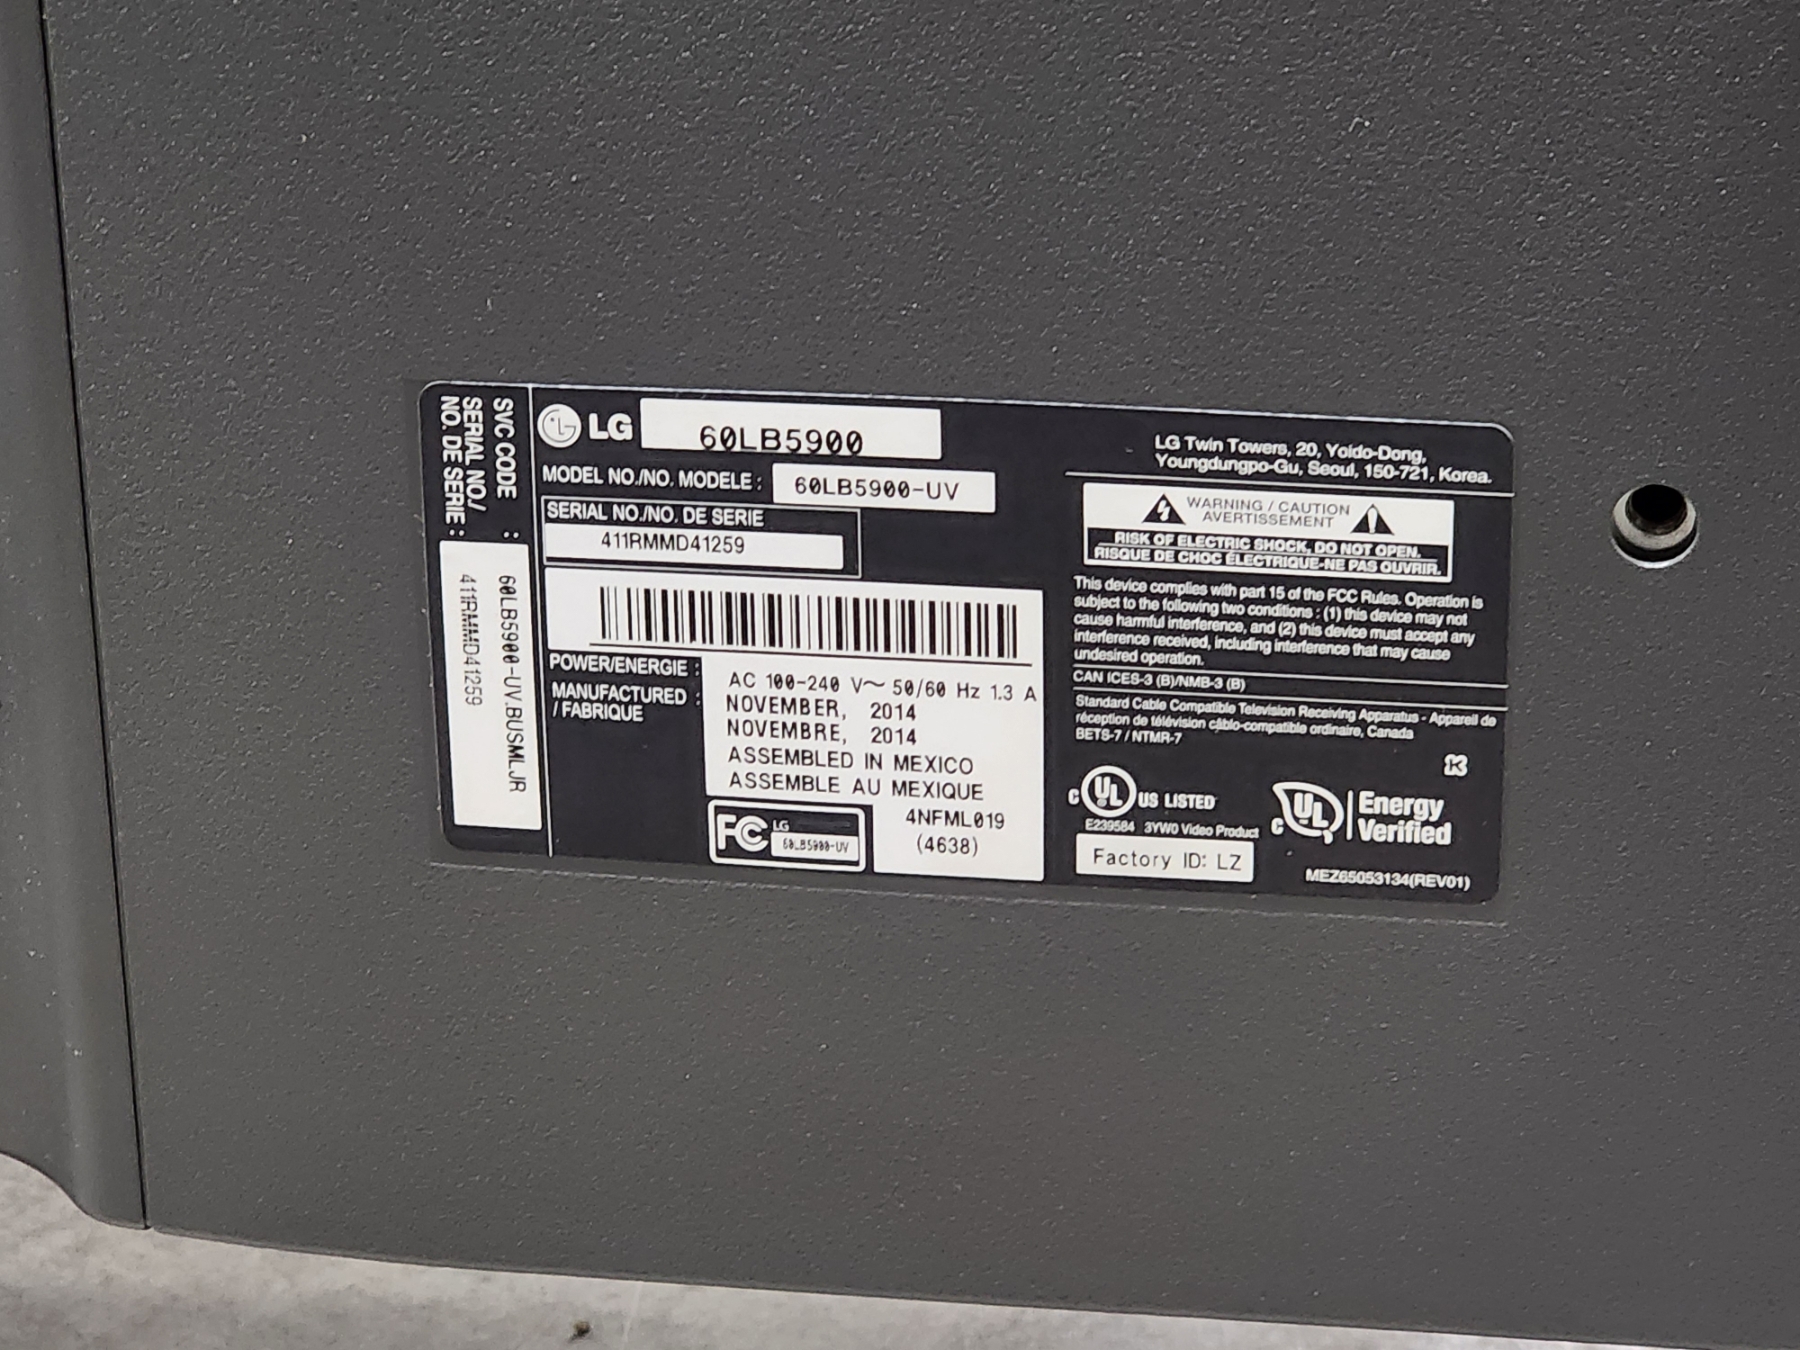 SVC CODE : 60LB5900-UV.BUSMLJR
SERIAL NO./
NO. DE SERIE : 411RMMD41259
LG 60LB5900
MODEL NO./NO. MODELE : 60LB5900-UV
SERIAL NO./NO. DE SERIE
411RMMD41259
POWER/ENERGIE : AC 100-240 V~ 50/60 Hz 1.3 A
MANUFACTURED : NOVEMBER, 2014
/ FABRIQUE NOVEMBRE, 2014
ASSEMBLED IN MEXICO
ASSEMBLE AU MEXIQUE
FC LG
60LB5900-UV
4NFML019
(4638)
LG Twin Towers, 20, Yoido-Dong,
Youngdungpo-Gu, Seoul, 150-721, Korea.
WARNING / CAUTION
AVERTISSEMENT
RISK OF ELECTRIC SHOCK, DO NOT OPEN.
RISQUE DE CHOC ÉLECTRIQUE-NE PAS OUVRIR.
This device complies with part 15 of the FCC Rules. Operation is
subject to the following two conditions : (1) this device may not
cause harmful interference, and (2) this device must accept any
interference received, including interference that may cause
undesired operation.
CAN ICES-3 (B)/NMB-3 (B)
Standard Cable Compatible Television Receiving Apparatus - Appareil de
réception de télévision câblo-compatible ordinaire, Canada
BETS-7 / NTMR-7
C UL US LISTED
E239584 3YW0 Video Product
C UL Energy
Verified
Factory ID: LZ
MEZ65053134(REV01)